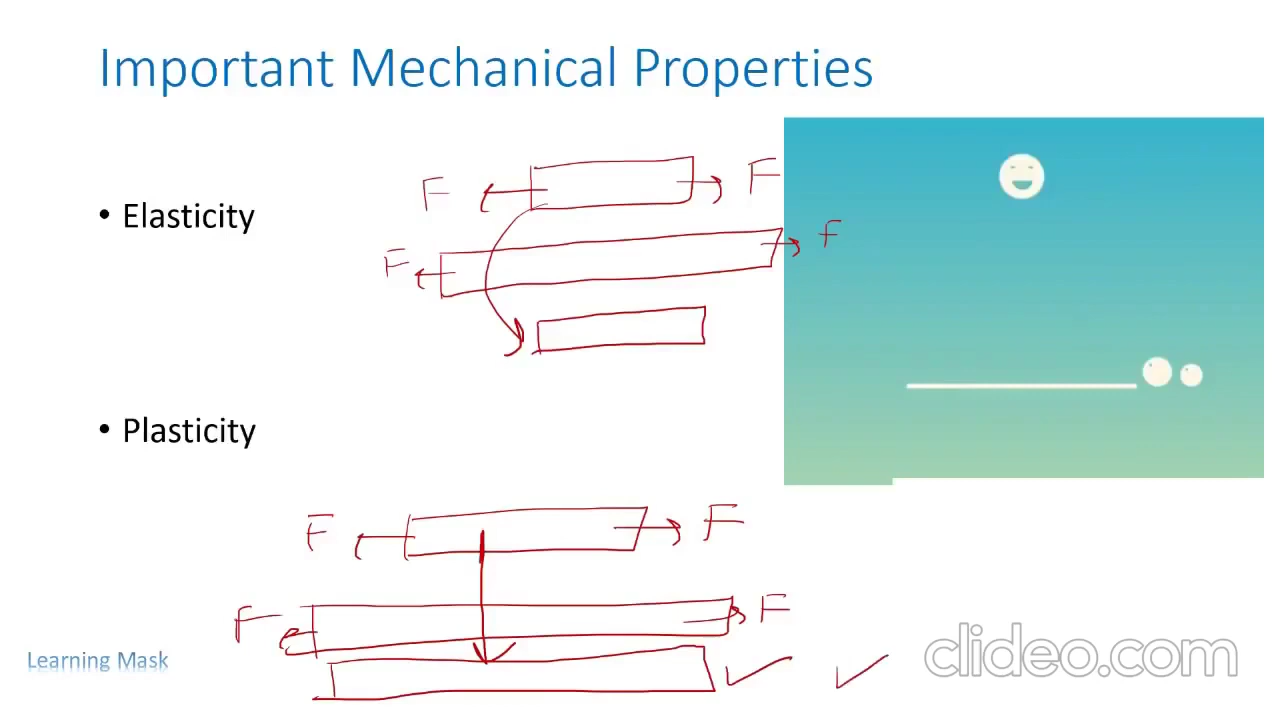 Important Mechanical Properties
F F
• Elasticity
F F
• Plasticity
F F
F F
Learning Mask
clideo.com